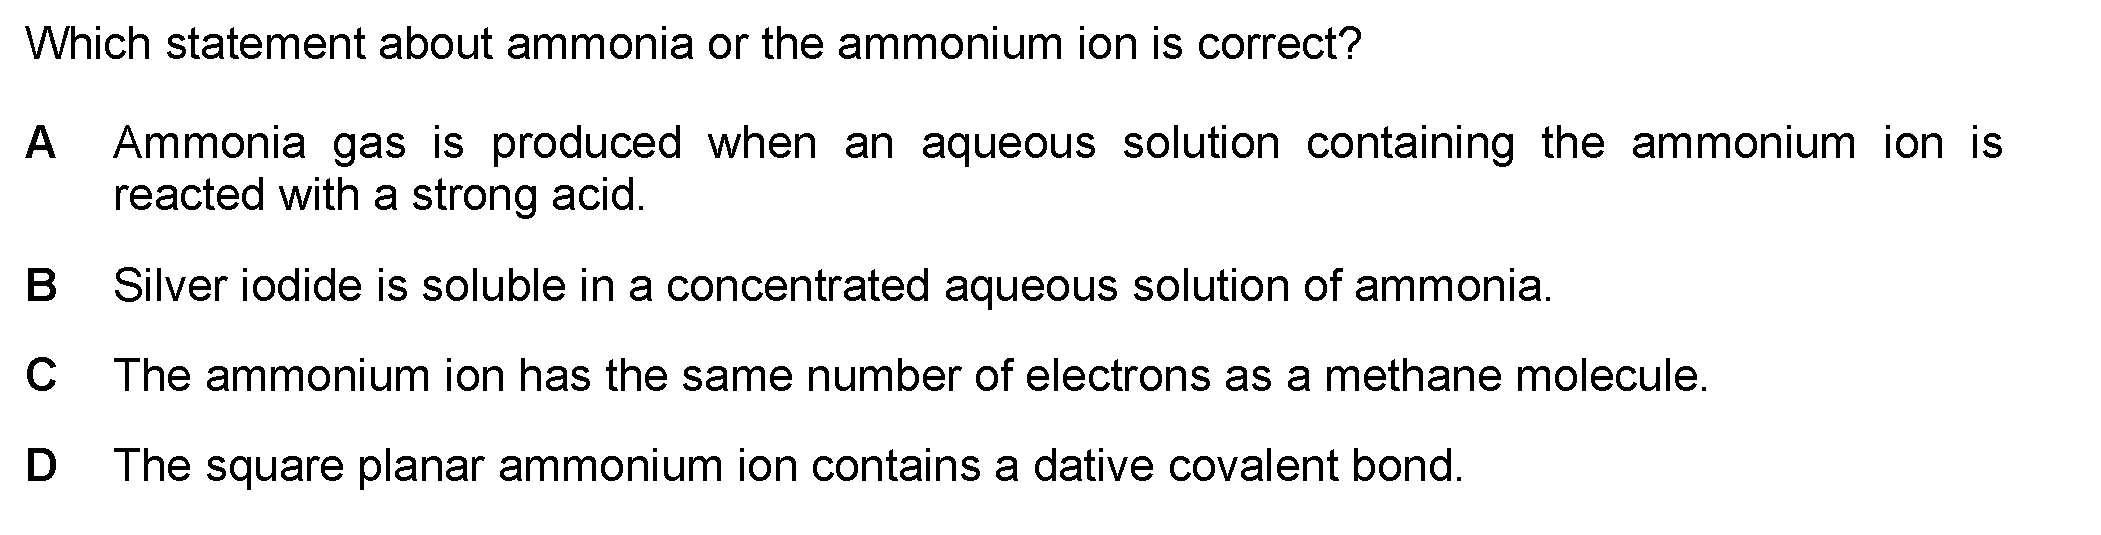 Which statement about ammonia or the ammonium ion is correct?
A Ammonia gas is produced when an aqueous solution containing the ammonium ion is
reacted with a strong acid.
B Silver iodide is soluble in a concentrated aqueous solution of ammonia.
C The ammonium ion has the same number of electrons as a methane molecule.
D The square planar ammonium ion contains a dative covalent bond.